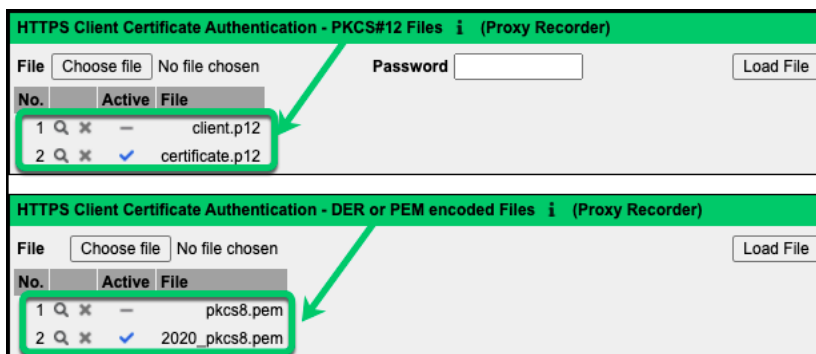 HTTPS Client Certificate Authentication - PKCS#12 Files i (Proxy Recorder)
File Choose file No file chosen Password Load File
No. Active File
1 – client.p12
2 ✓ certificate.p12
HTTPS Client Certificate Authentication - DER or PEM encoded Files i (Proxy Recorder)
File Choose file No file chosen Load File
No. Active File
1 – pkcs8.pem
2 ✓ 2020_pkcs8.pem